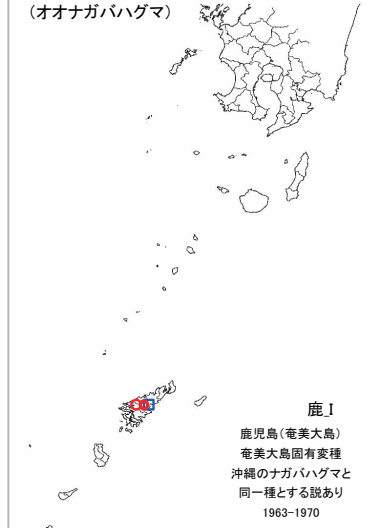 (オオナガバハグマ)
鹿_I
鹿児島(奄美大島)
奄美大島固有変種
沖縄のナガバハグマと
同一種とする説あり
1963-1970